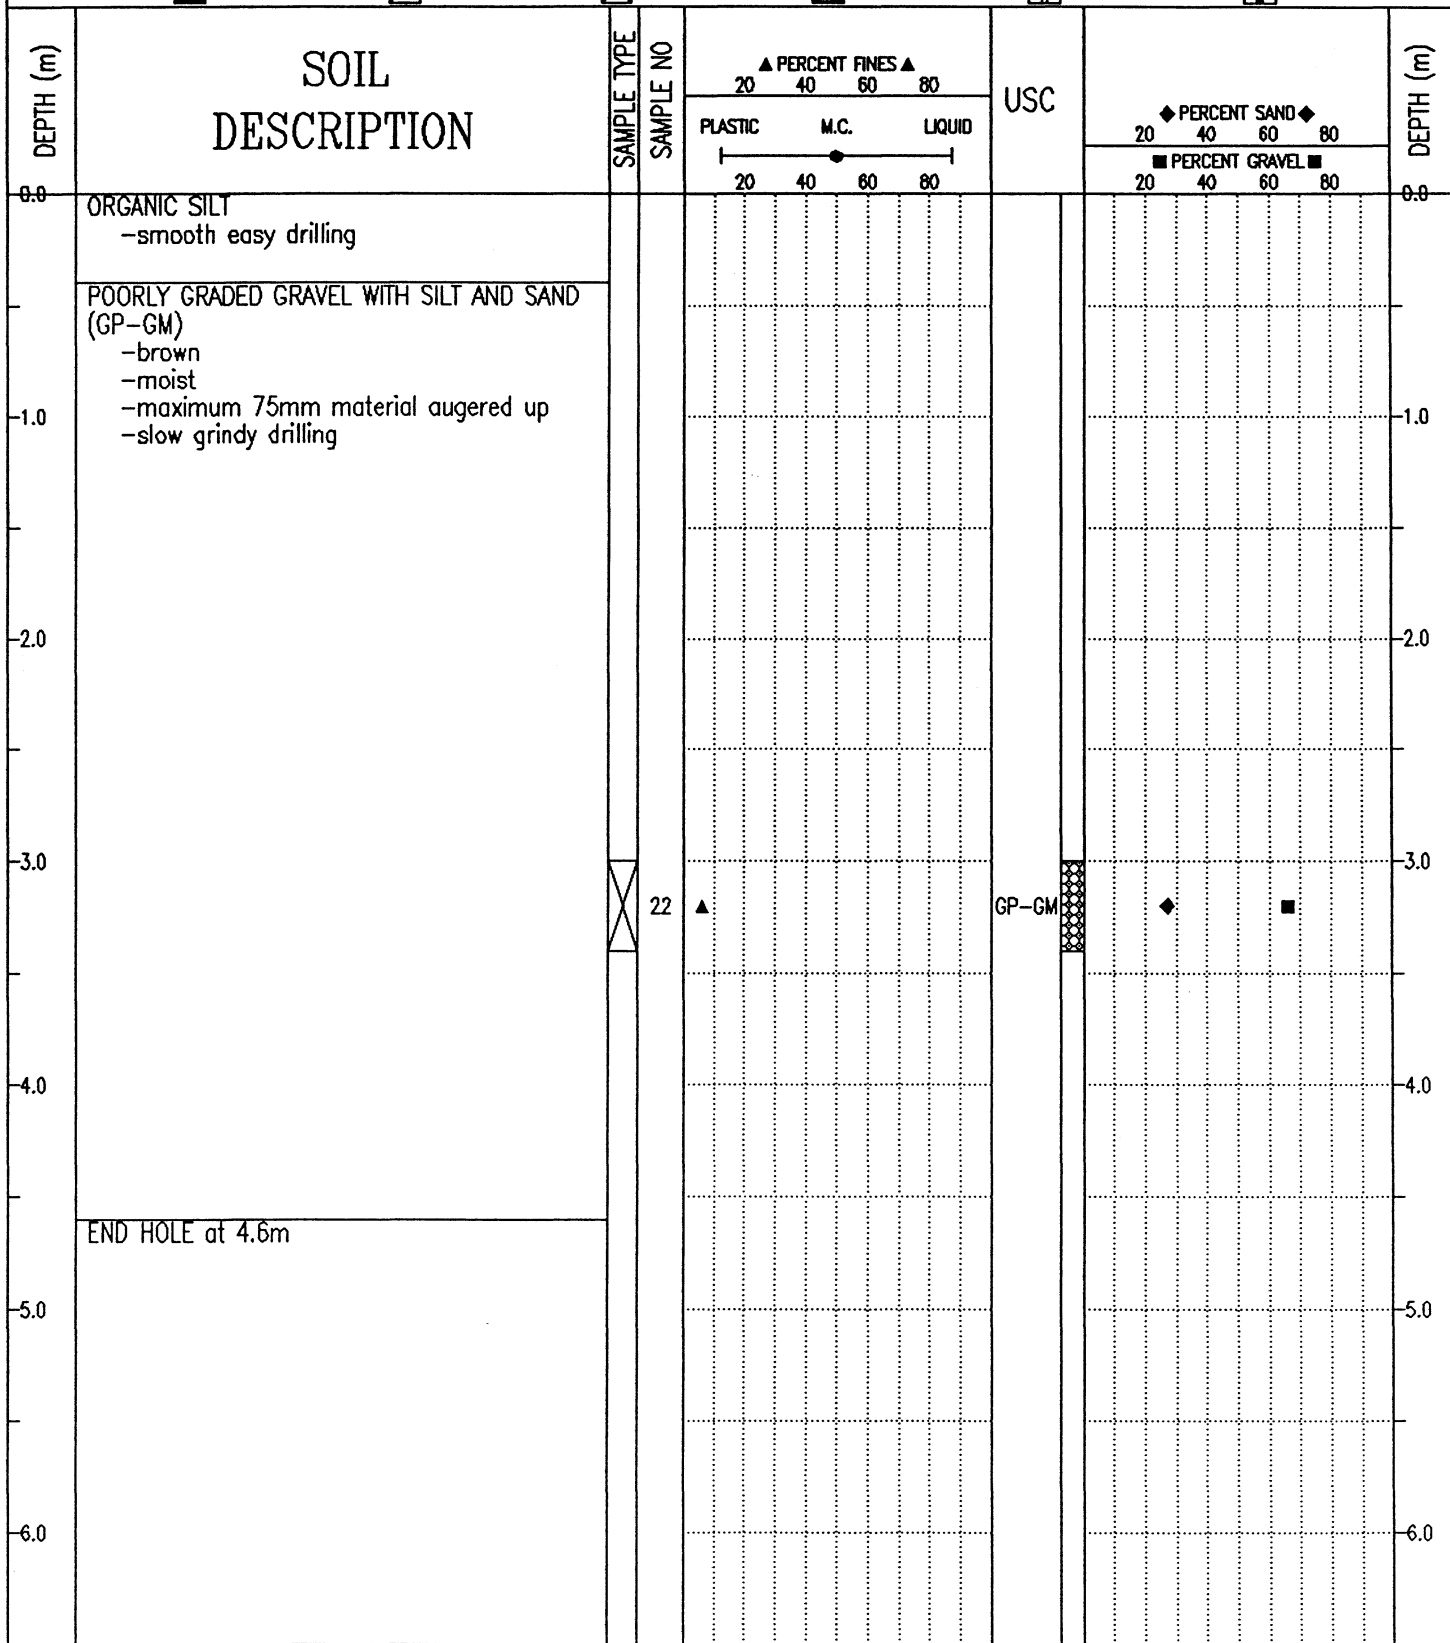 DEPTH (m)
SOIL
DESCRIPTION
SAMPLE TYPE
SAMPLE NO
▲ PERCENT FINES ▲
20 40 60 80
PLASTIC M.C. LIQUID
20 40 60 80
USC
◆ PERCENT SAND ◆
20 40 60 80
■ PERCENT GRAVEL ■
20 40 60 80
DEPTH (m)
0.0 0.0
ORGANIC SILT
-smooth easy drilling
POORLY GRADED GRAVEL WITH SILT AND SAND
(GP-GM)
-brown
-moist
-maximum 75mm material augered up
-slow grindy drilling
1.0 1.0
2.0 2.0
3.0 3.0
22 GP-GM
4.0 4.0
END HOLE at 4.6m
5.0 5.0
6.0 6.0